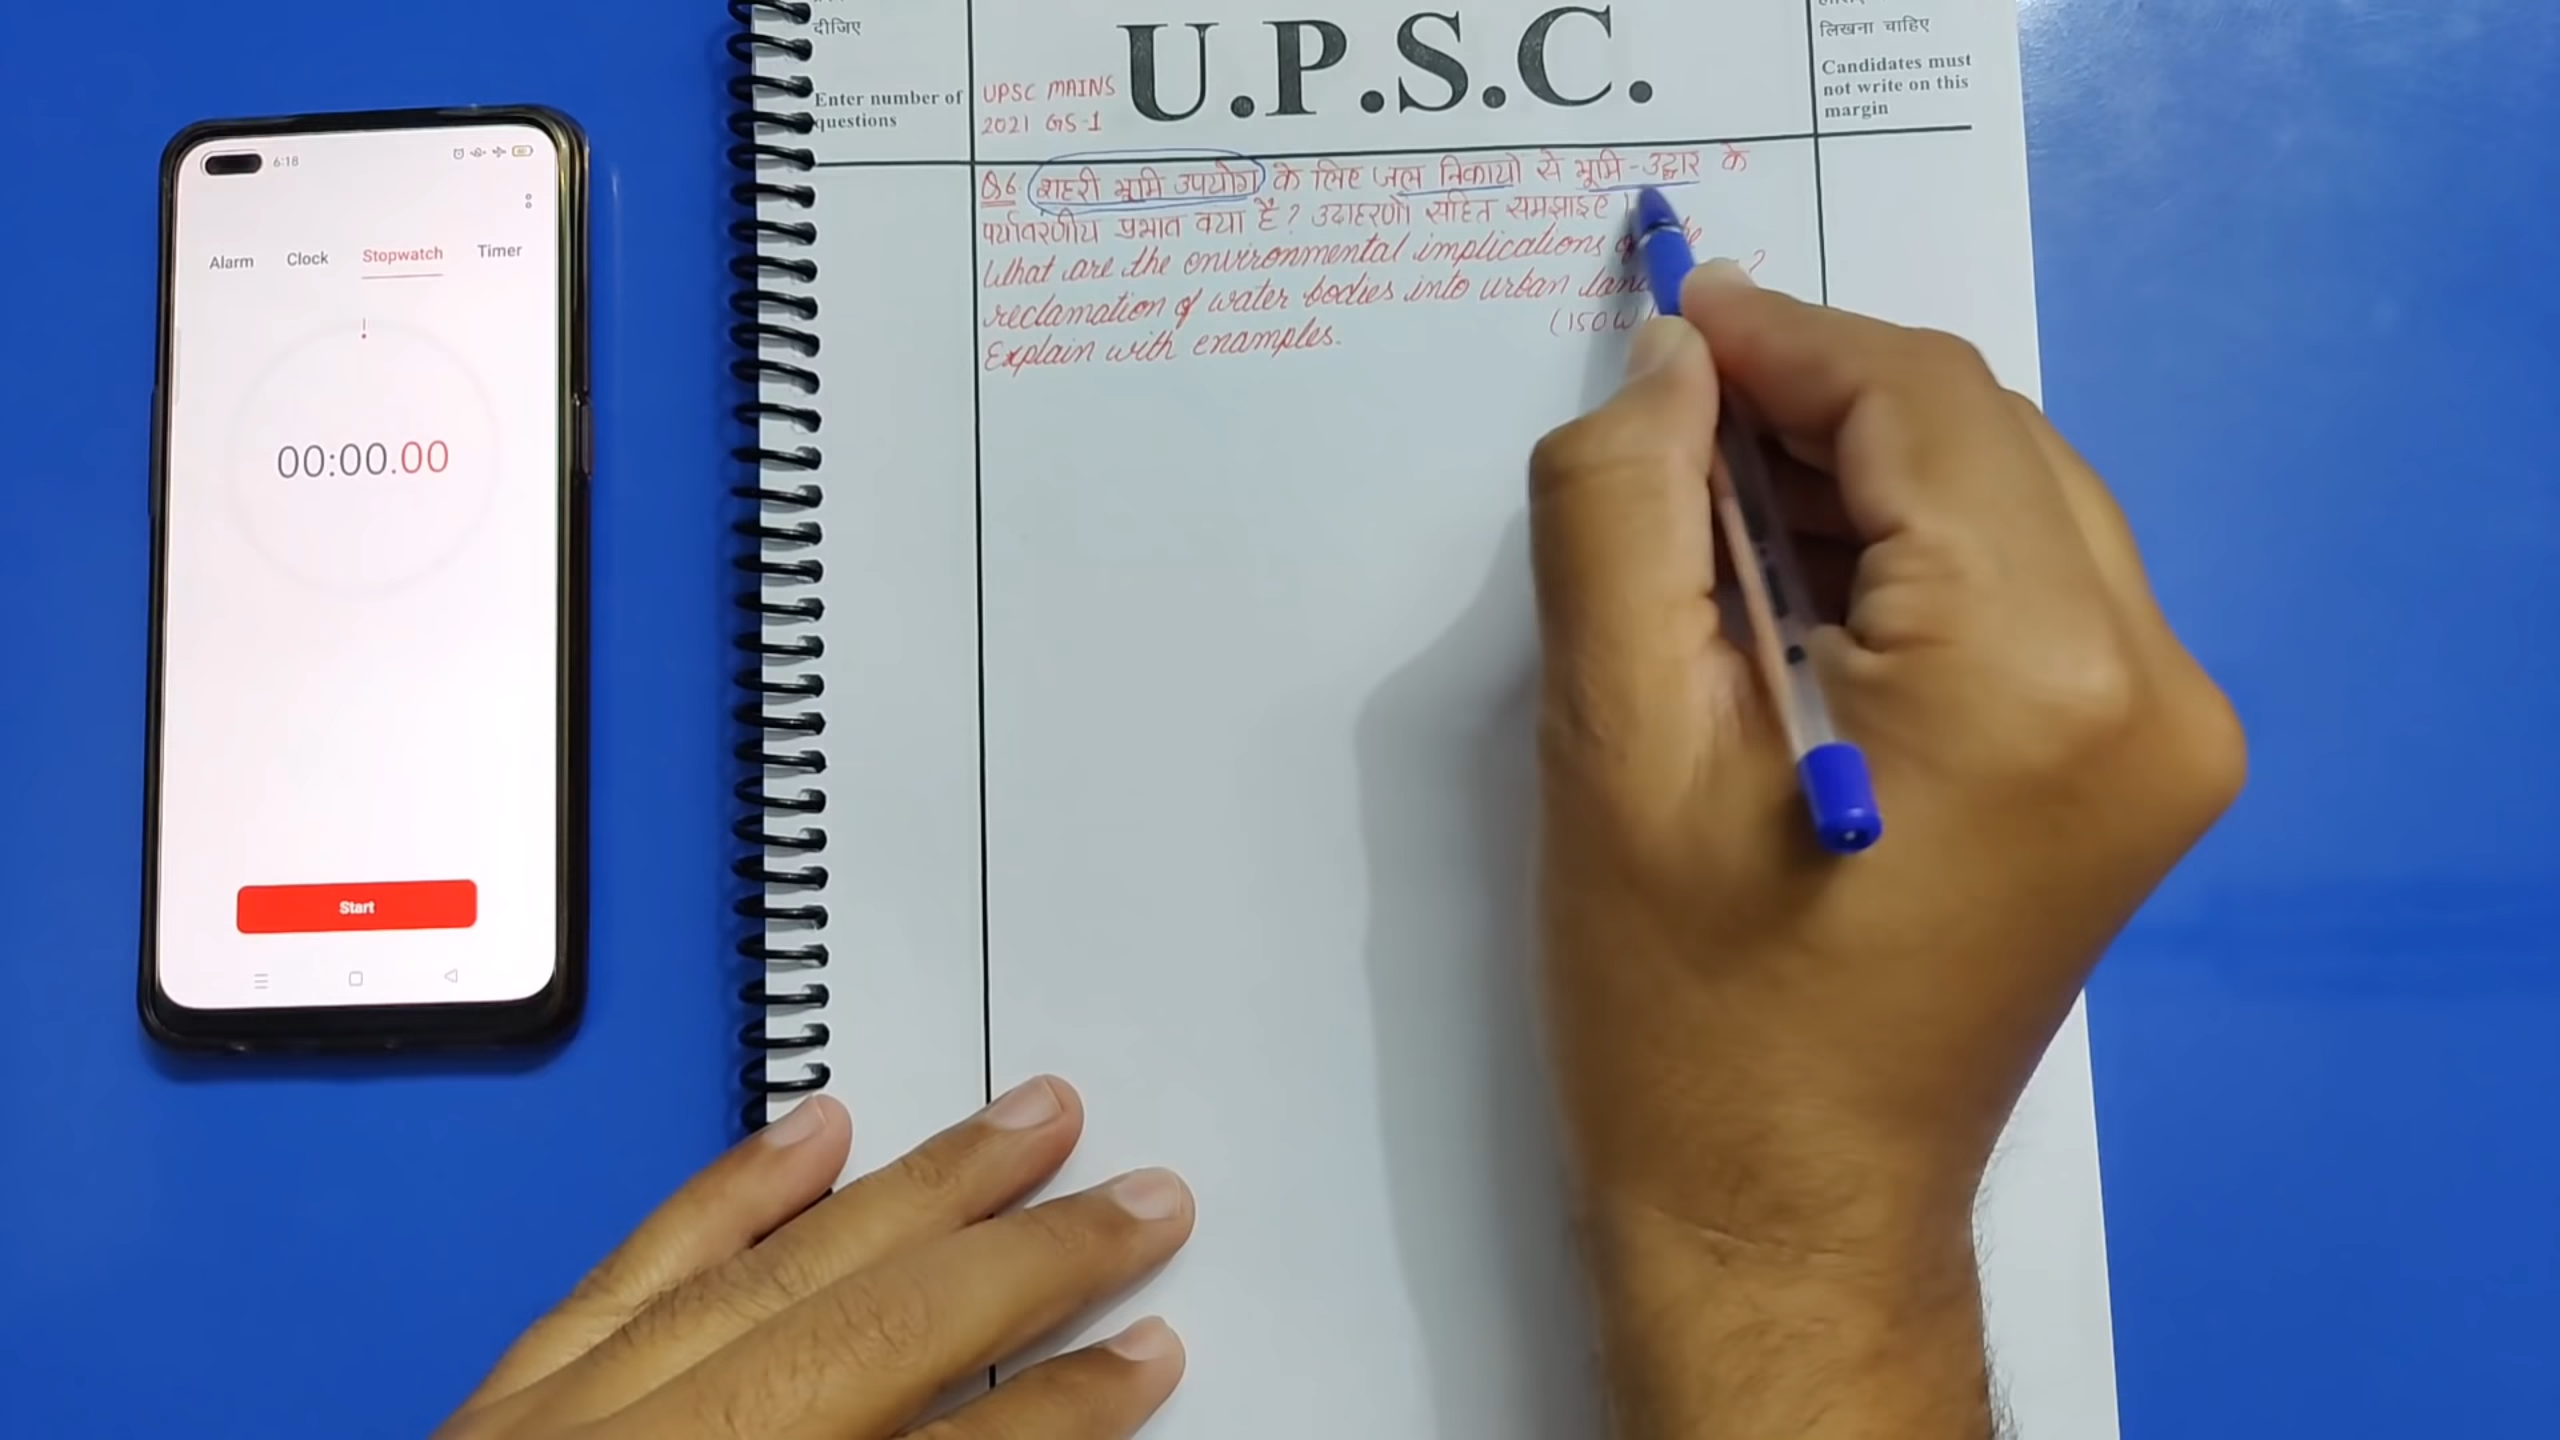 6:18
Alarm Clock Stopwatch Timer
00:00.00
Start
दीजिए
Enter number of
questions
UPSC MAINS
2021 GS-1
U.P.S.C.
लिखना चाहिए
Candidates must
not write on this
margin
Q6. शहरी भूमि उपयोग के लिए जल निकायों से भूमि-उद्धार के
पर्यावरणीय प्रभाव क्या है? उदाहरणों सहित समझाइए।
What are the environmental implications
reclamation of water bodies into urban ?
Explain with enamples.
(150W